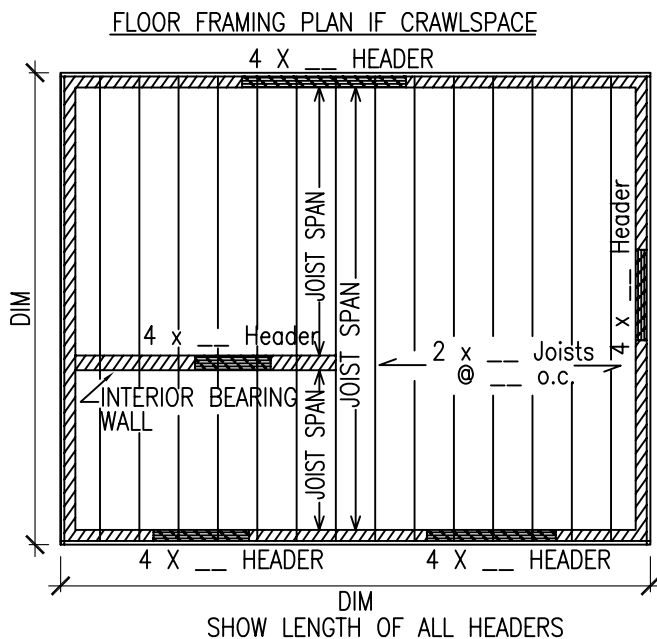 FLOOR FRAMING PLAN IF CRAWLSPACE
4 X __ HEADER
DIM
JOIST SPAN
JOIST SPAN
4 x __ Header
4 x __ Header
2 x __ Joists
@ __ o.c.
INTERIOR BEARING
WALL
JOIST SPAN
4 X __ HEADER
4 X __ HEADER
DIM
SHOW LENGTH OF ALL HEADERS